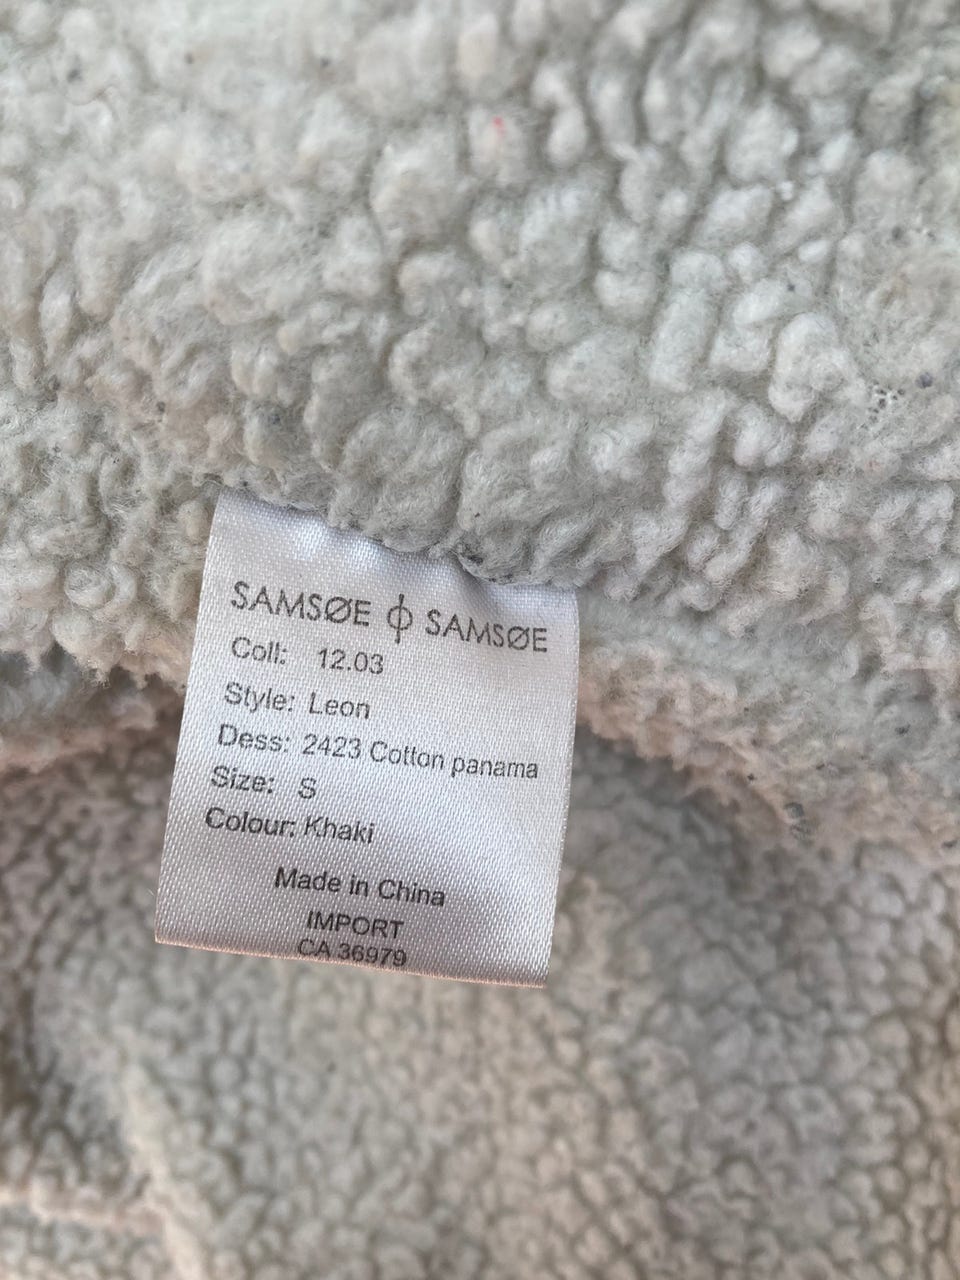 SAMSØE ϕ SAMSØE
Coll: 12.03
Style: Leon
Dess: 2423 Cotton panama
Size: S
Colour: Khaki
Made in China
IMPORT
CA 36979